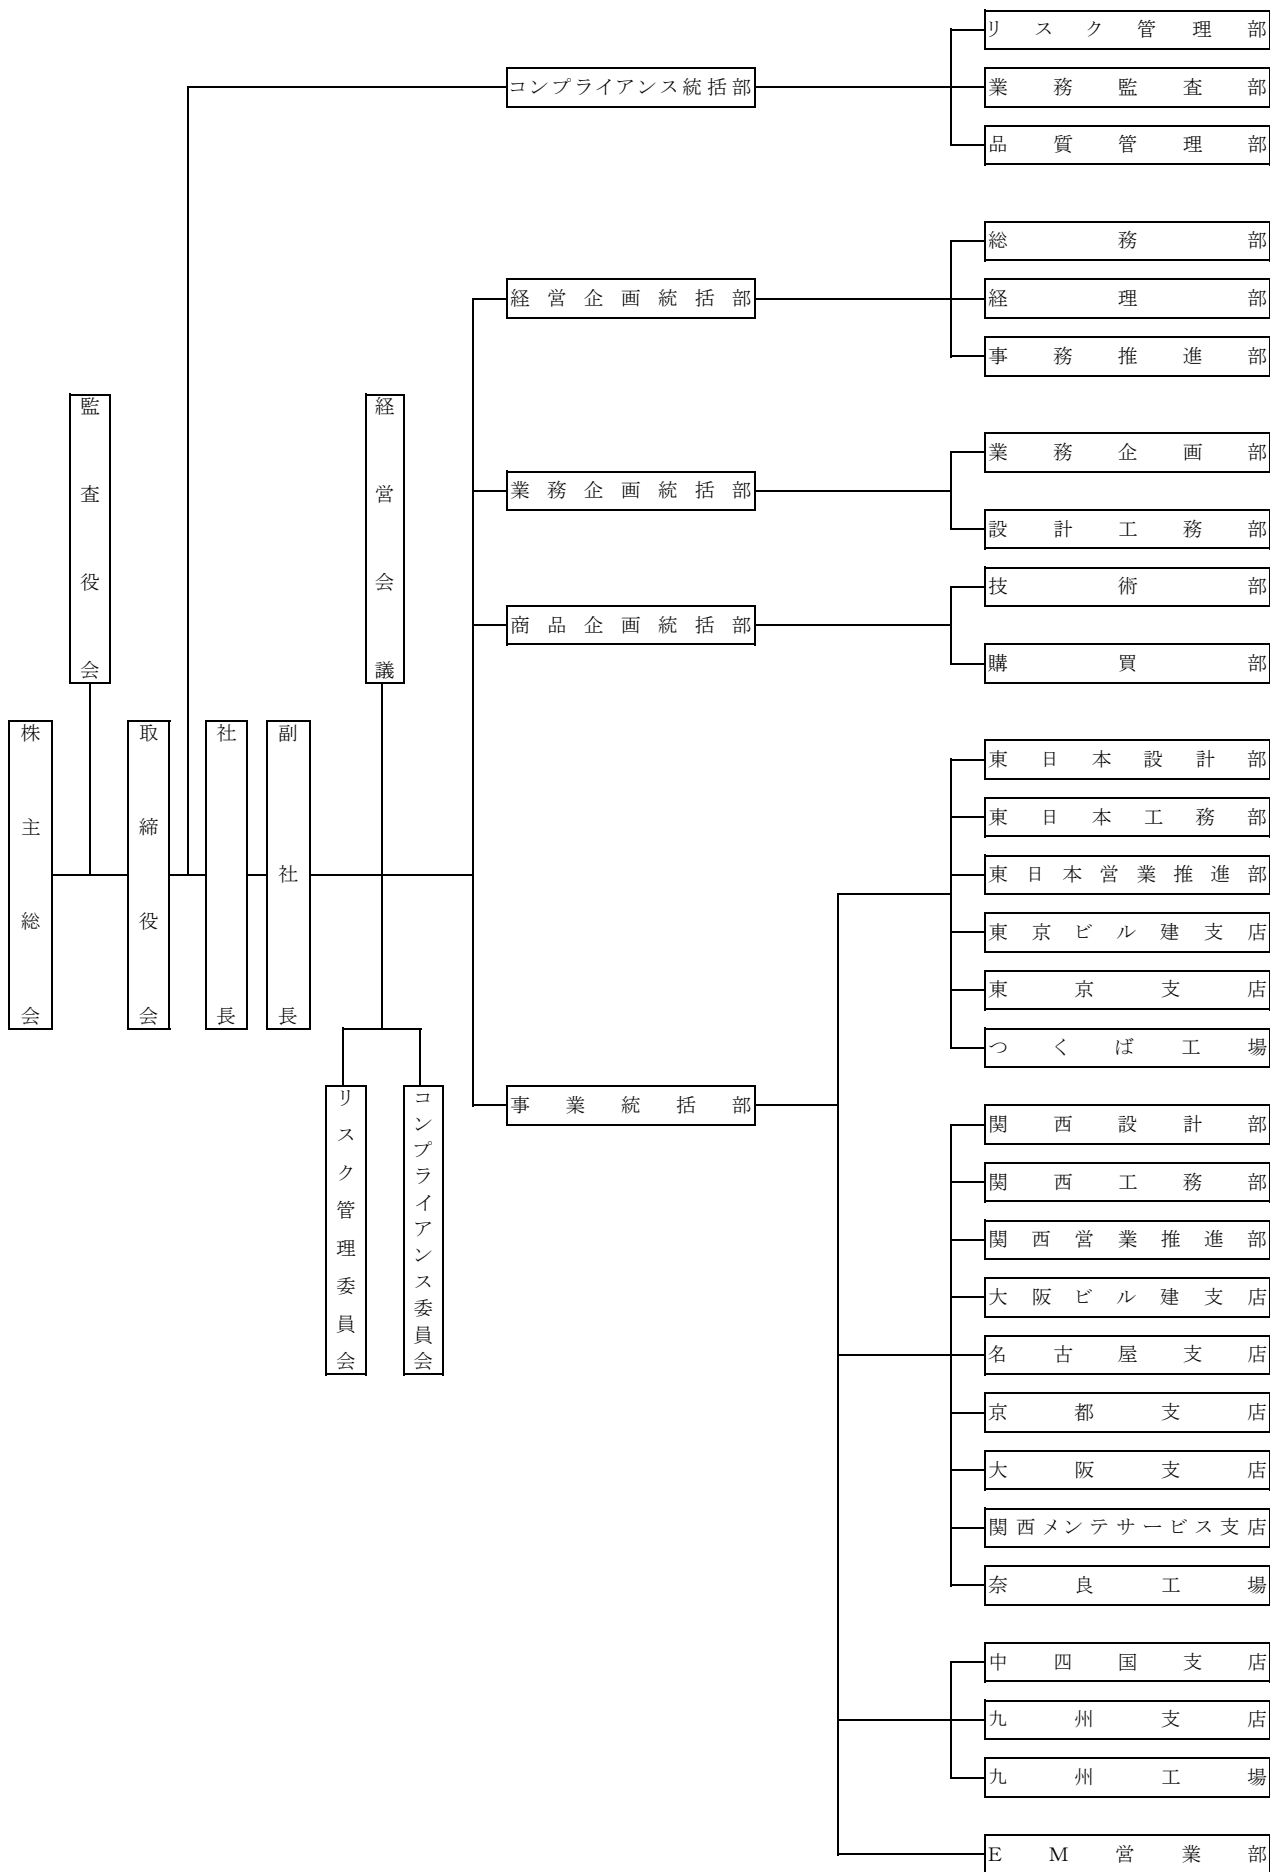 株主総会
監査役会
取締役会
社長
副社長
経営会議
リスク管理委員会
コンプライアンス委員会
コンプライアンス統括部
リスク管理部
業務監査部
品質管理部
経営企画統括部
総務部
経理部
事務推進部
業務企画統括部
業務企画部
設計工務部
商品企画統括部
技術部
購買部
事業統括部
東日本設計部
東日本工務部
東日本営業推進部
東京ビル建支店
東京支店
つくば工場
関西設計部
関西工務部
関西営業推進部
大阪ビル建支店
名古屋支店
京都支店
大阪支店
関西メンテサービス支店
奈良工場
中四国支店
九州支店
九州工場
EM営業部